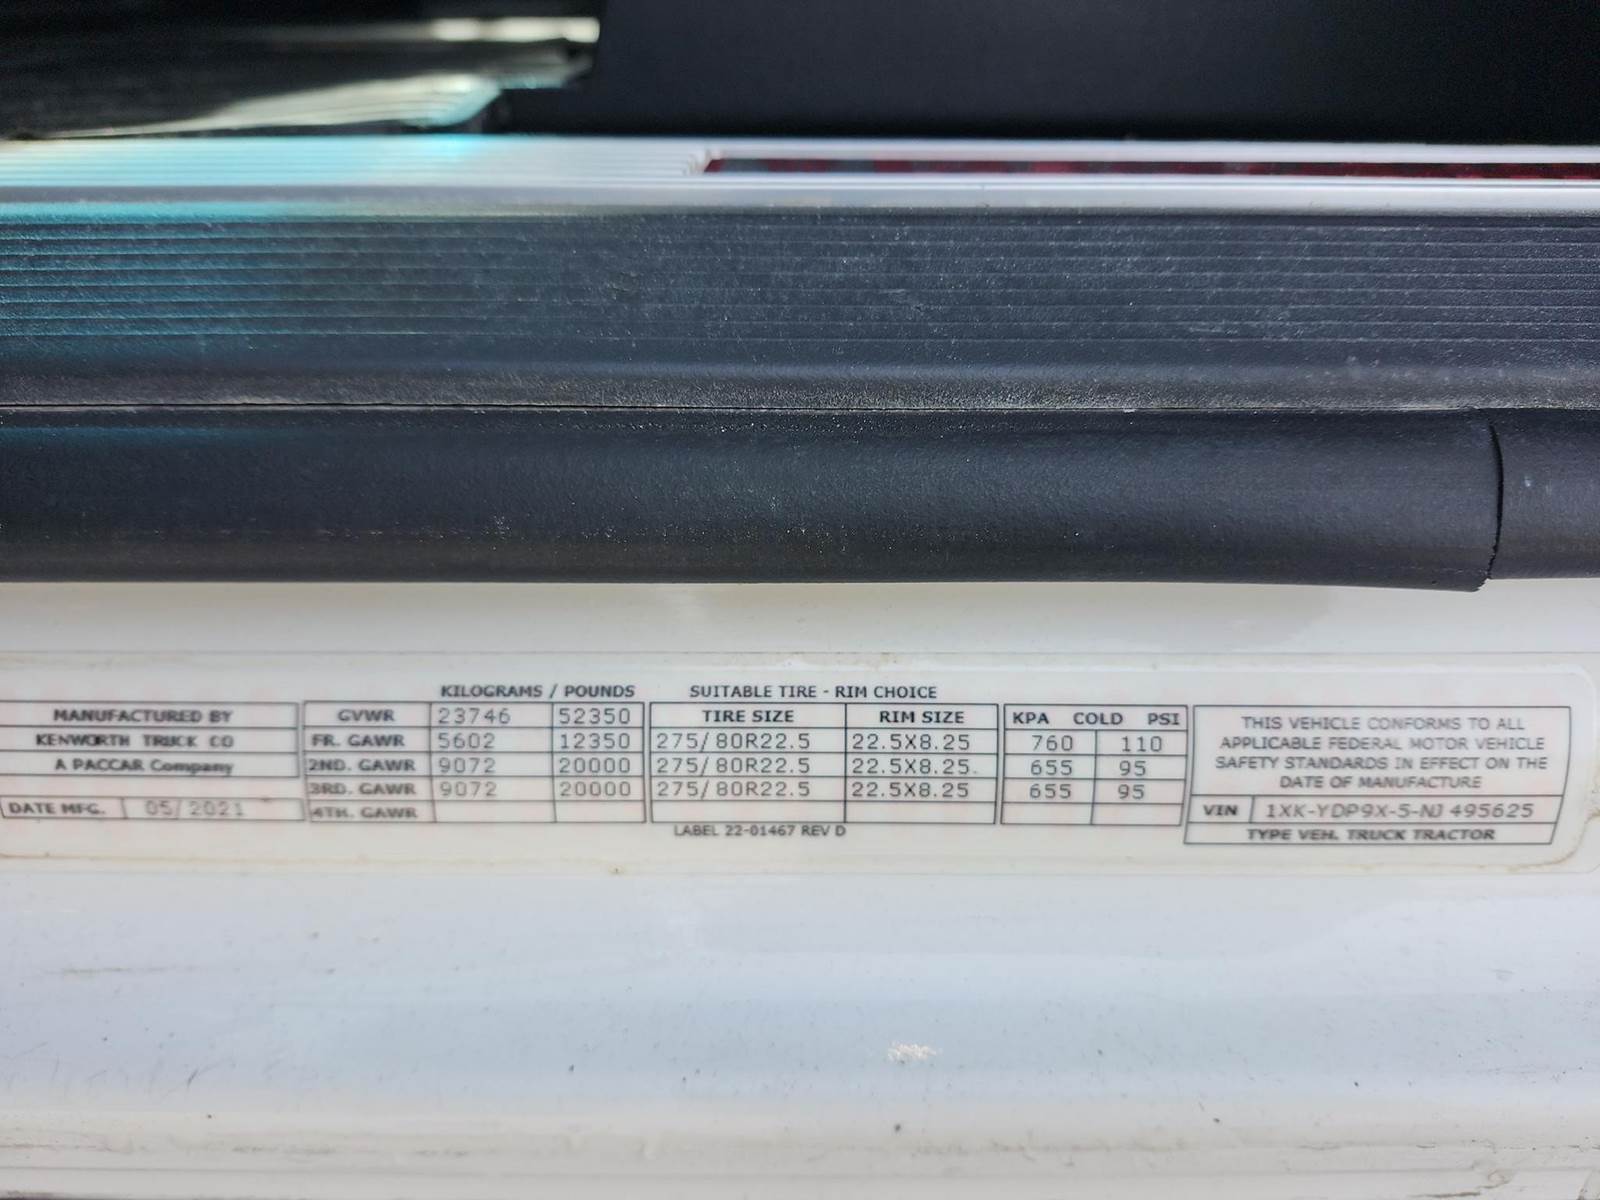 KILOGRAMS / POUNDS SUITABLE TIRE - RIM CHOICE
MANUFACTURED BY
KENWORTH TRUCK CO
A PACCAR Company
DATE MFG. 05/2021
GVWR 23746 52350
FR. GAWR 5602 12350
2ND. GAWR 9072 20000
3RD. GAWR 9072 20000
4TH. GAWR
TIRE SIZE RIM SIZE
275/80R22.5 22.5X8.25
275/80R22.5 22.5X8.25.
275/80R22.5 22.5X8.25
LABEL 22-01467 REV D
KPA COLD PSI
760 110
655 95
655 95
THIS VEHICLE CONFORMS TO ALL
APPLICABLE FEDERAL MOTOR VEHICLE
SAFETY STANDARDS IN EFFECT ON THE
DATE OF MANUFACTURE
VIN 1XK-YDP9X-5-NJ 495625
TYPE VEH. TRUCK TRACTOR